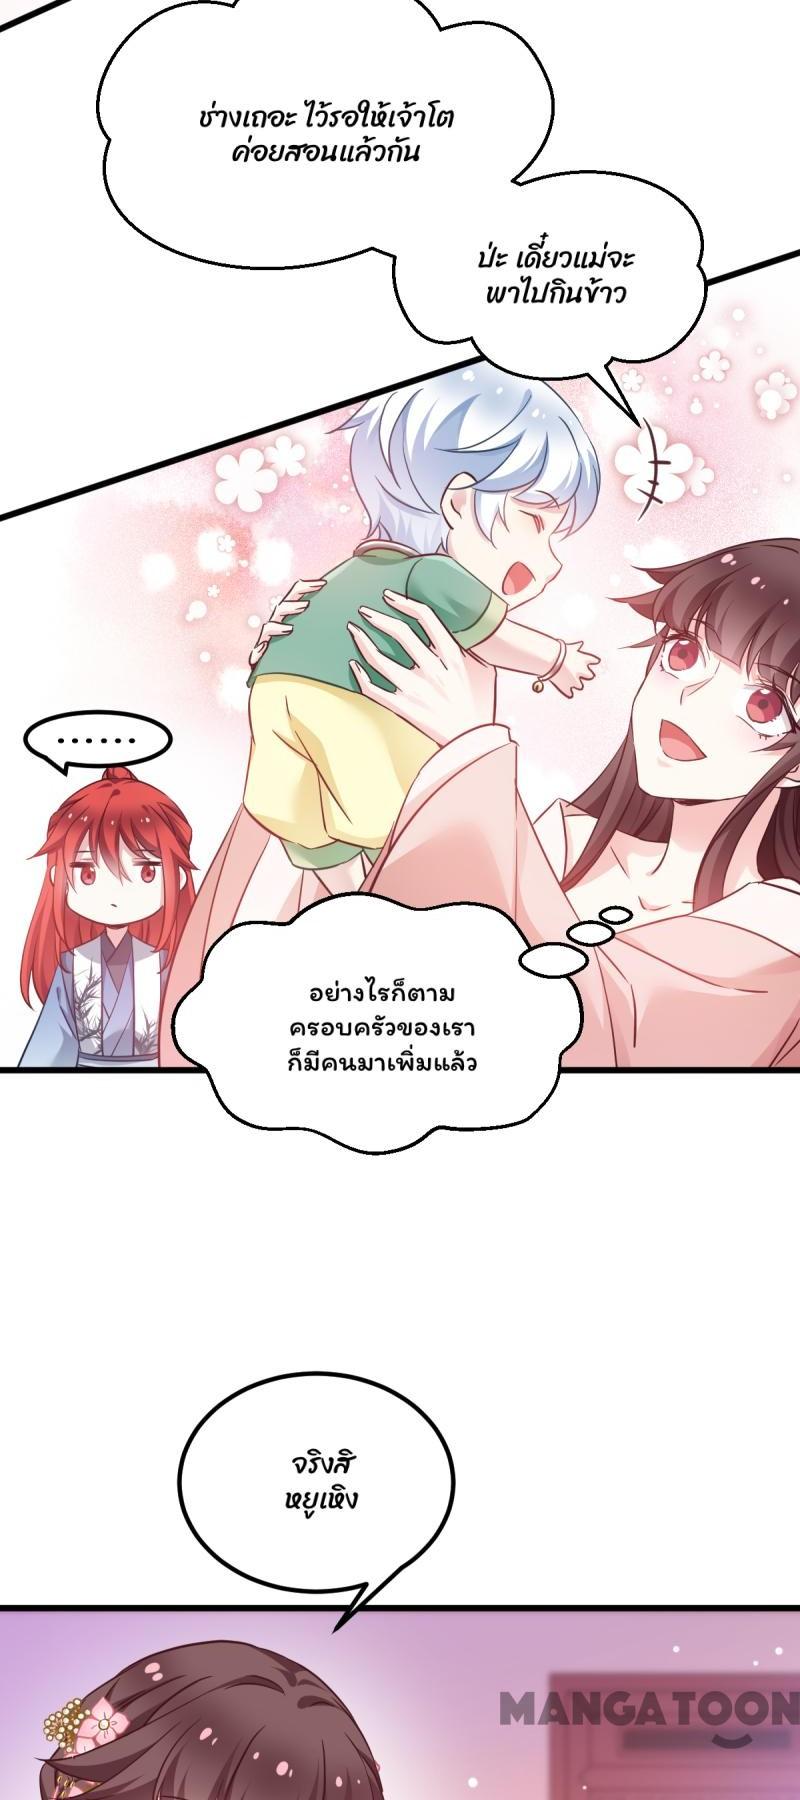 ช่างเถอะ ไว้รอให้เจ้าโต
ค่อยสอนแล้วกัน
ป่ะ เดี๋ยวแม่จะ
พาไปกินข้าว
.......
อย่างไรก็ตาม
ครอบครัวของเรา
ก็มีคนมาเพิ่มแล้ว
จริงสิ
หยูเหิง
MANGATOON